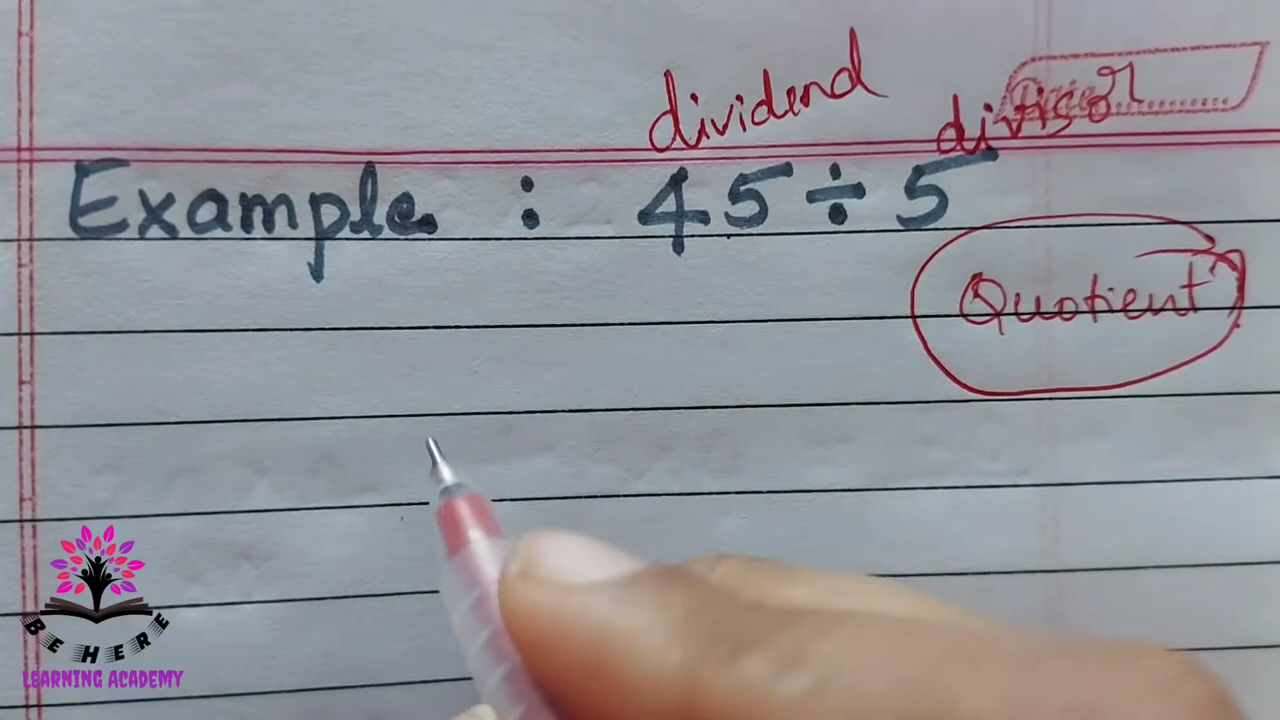 dividend
divisor
Example : 45÷5
Quotient
BE HERE
LEARNING ACADEMY